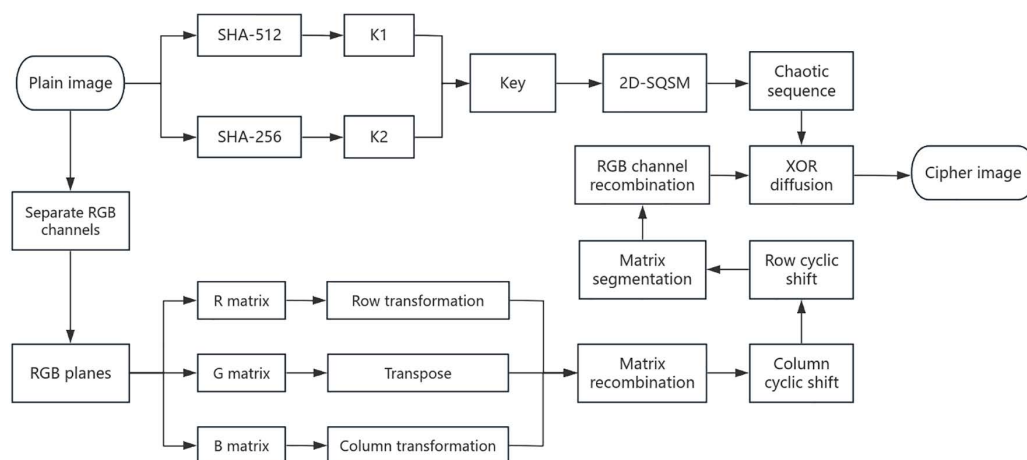 SHA-512
K1
Plain image
Key
2D-SQSM
Chaotic
sequence
SHA-256
K2
RGB channel
recombination
XOR
diffusion
Cipher image
Separate RGB
channels
Matrix
segmentation
Row cyclic
shift
R matrix
Row transformation
RGB planes
G matrix
Transpose
Matrix
recombination
Column
cyclic shift
B matrix
Column transformation